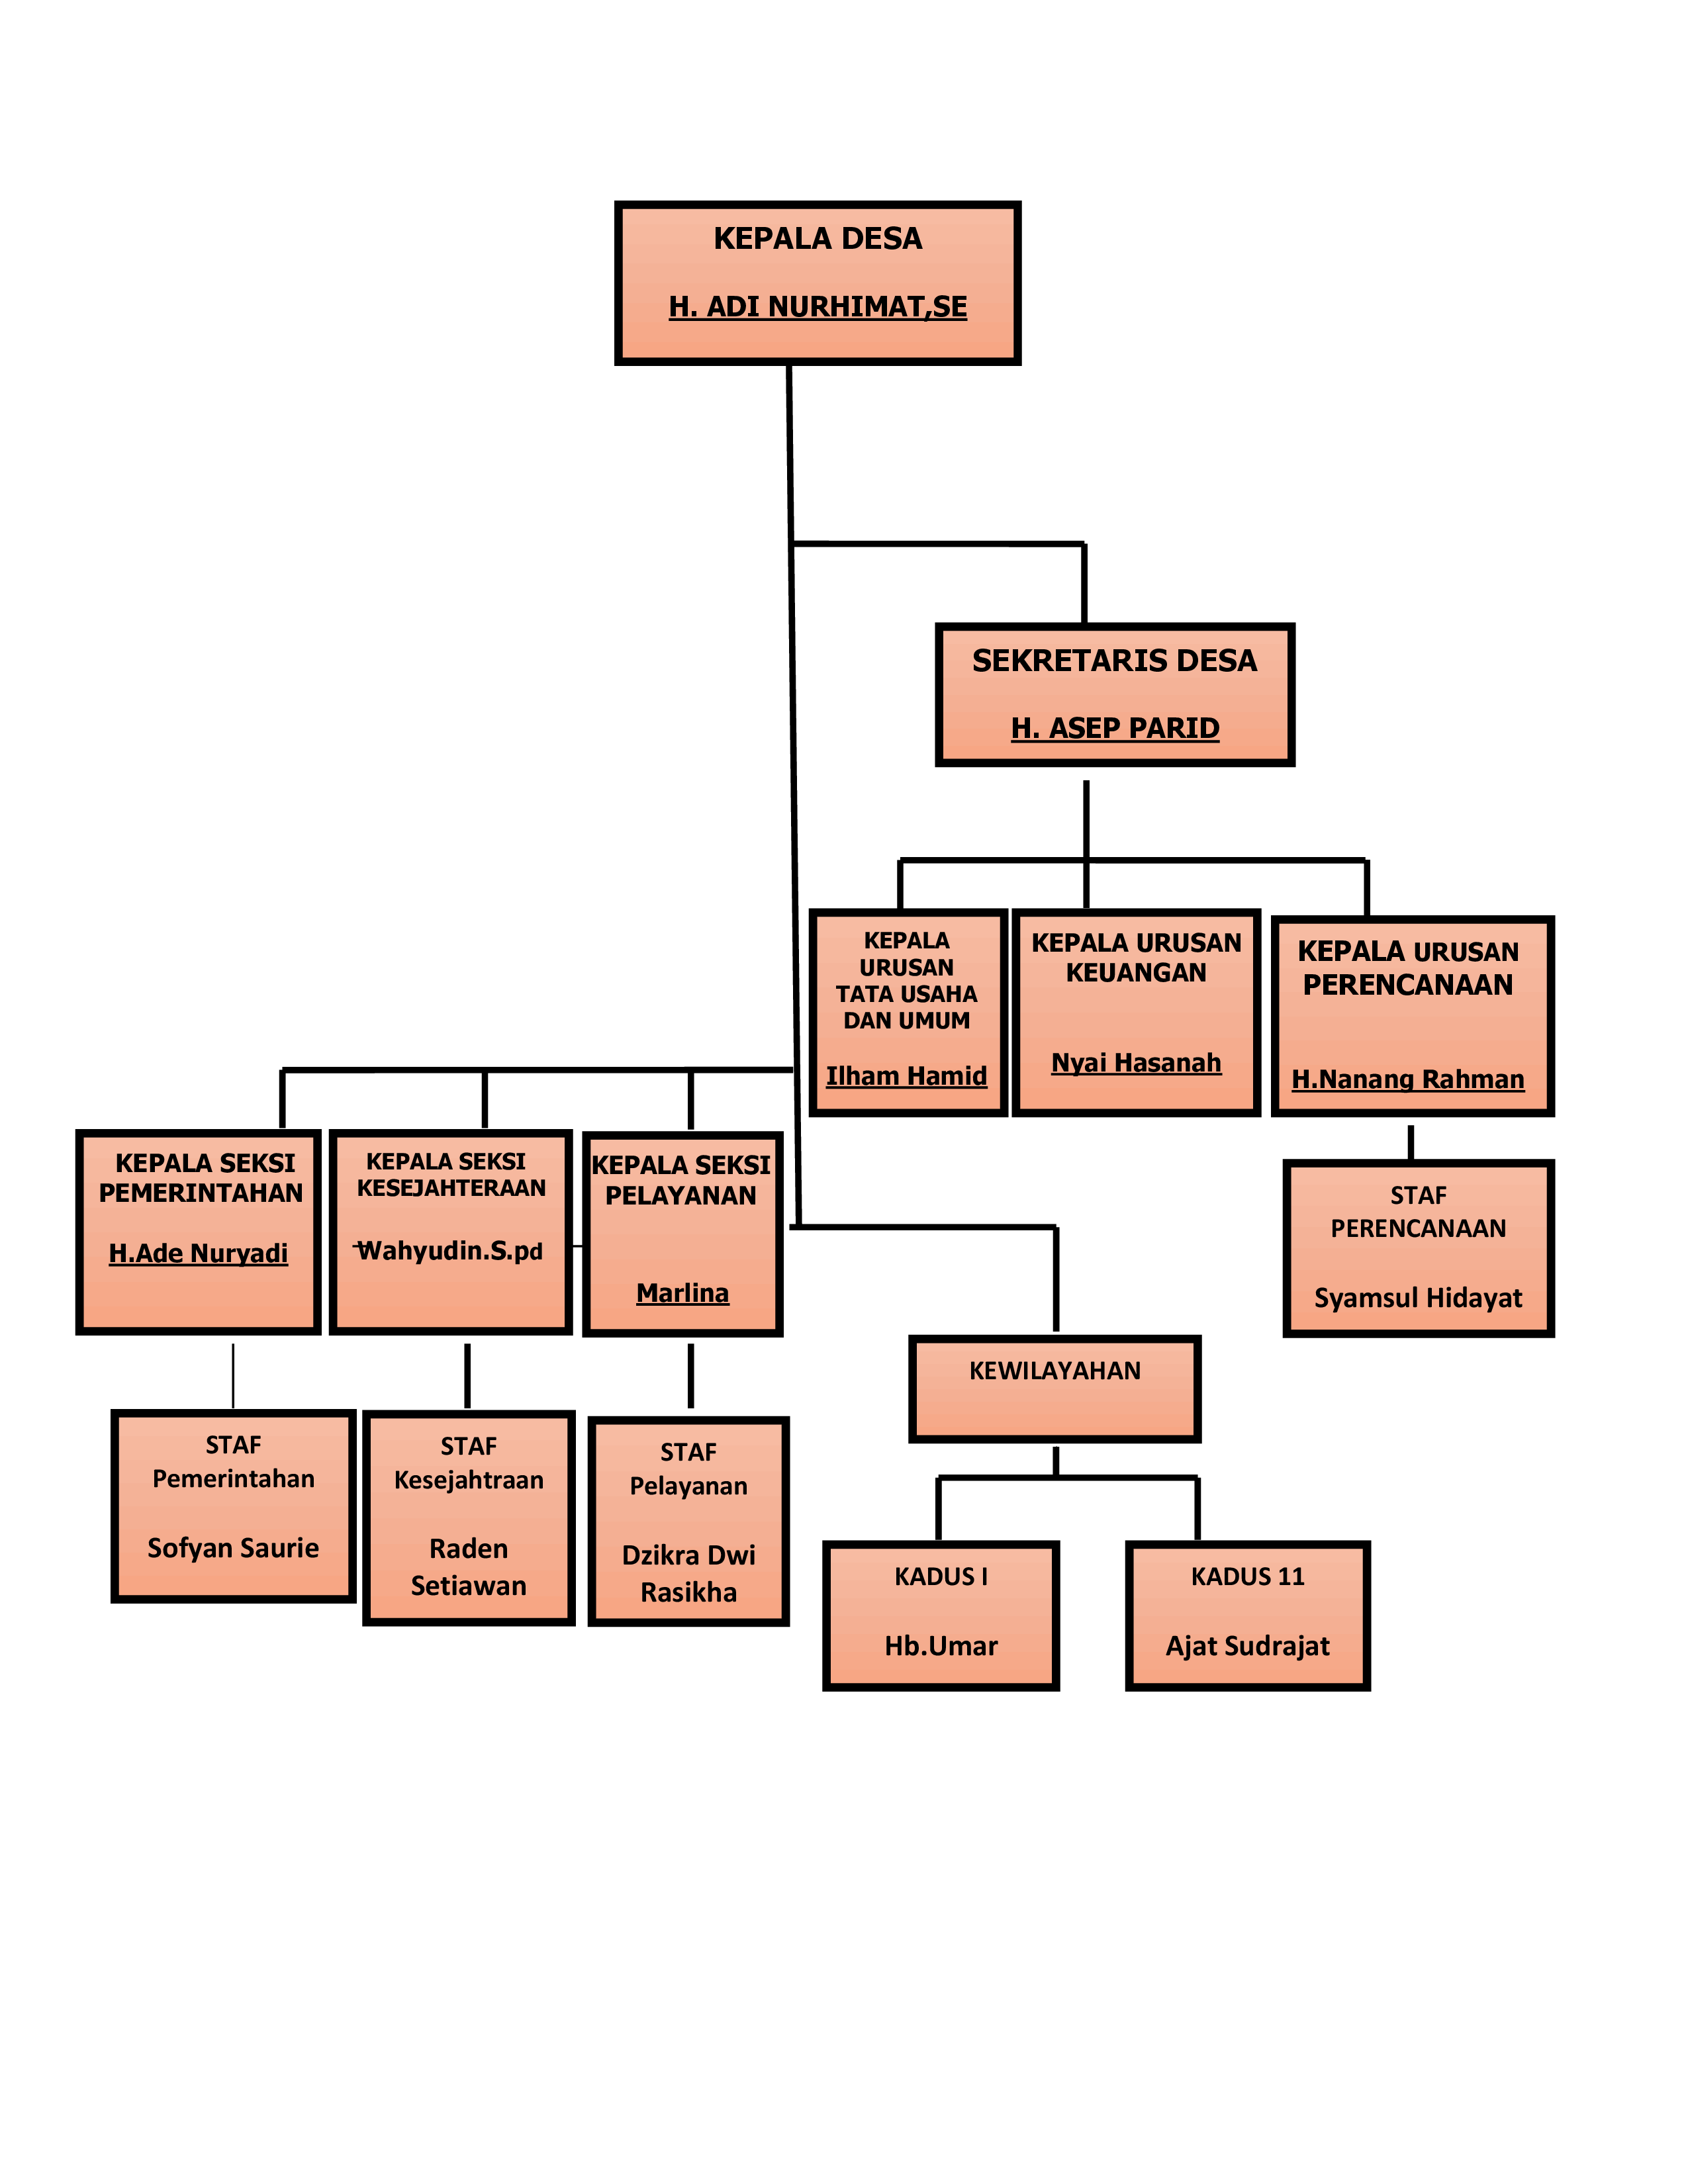 KEPALA DESA
H. ADI NURHIMAT,SE
SEKRETARIS DESA
H. ASEP PARID
KEPALA
URUSAN
TATA USAHA
DAN UMUM
Ilham Hamid
KEPALA URUSAN
KEUANGAN
Nyai Hasanah
KEPALA URUSAN
PERENCANAAN
H.Nanang Rahman
KEPALA SEKSI
PEMERINTAHAN
H.Ade Nuryadi
KEPALA SEKSI
KESEJAHTERAAN
Wahyudin.S.pd
KEPALA SEKSI
PELAYANAN
Marlina
STAF
PERENCANAAN
Syamsul Hidayat
KEWILAYAHAN
STAF
Pemerintahan
Sofyan Saurie
STAF
Kesejahtraan
Raden
Setiawan
STAF
Pelayanan
Dzikra Dwi
Rasikha
KADUS I
Hb.Umar
KADUS 11
Ajat Sudrajat